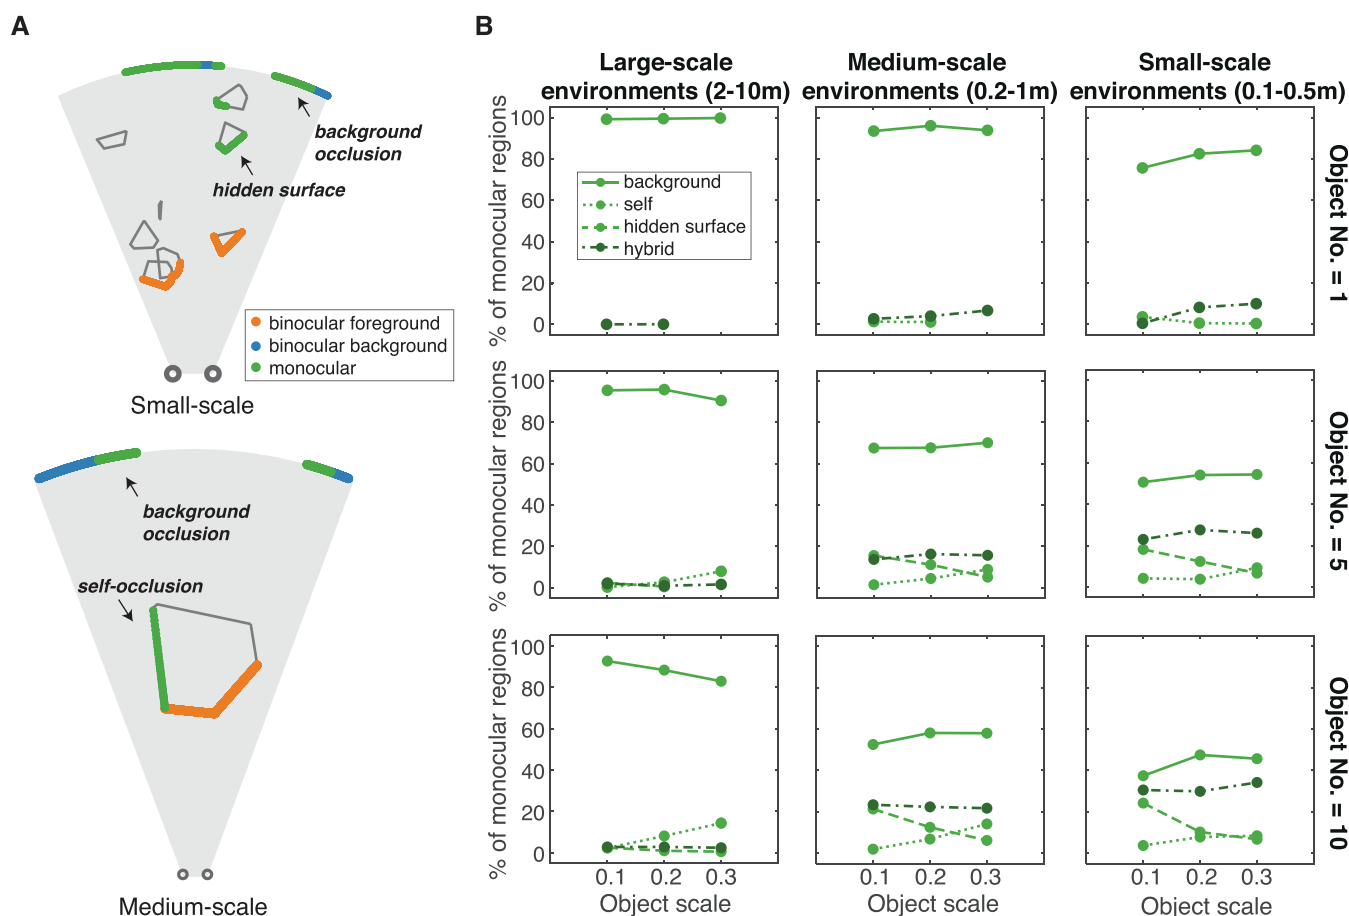 A
background
occlusion
hidden surface
binocular foreground
binocular background
monocular
Small-scale
background
occlusion
self-occlusion
Medium-scale
B
Large-scale
environments (2-10m)
Medium-scale
environments (0.2-1m)
Small-scale
environments (0.1-0.5m)
% of monocular regions
100
80
60
40
20
0
background
self
hidden surface
hybrid
Object No. = 1
% of monocular regions
100
80
60
40
20
0
Object No. = 5
% of monocular regions
100
80
60
40
20
0
Object No. = 10
0.1 0.2 0.3
Object scale
0.1 0.2 0.3
Object scale
0.1 0.2 0.3
Object scale